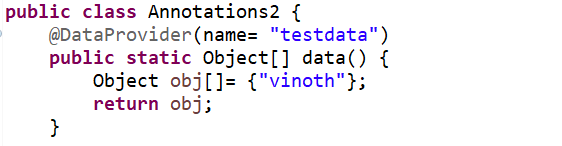 public class Annotations2 {
    @DataProvider(name= "testdata")
    public static Object[] data() {
        Object obj[]= {"vinoth"};
        return obj;
    }